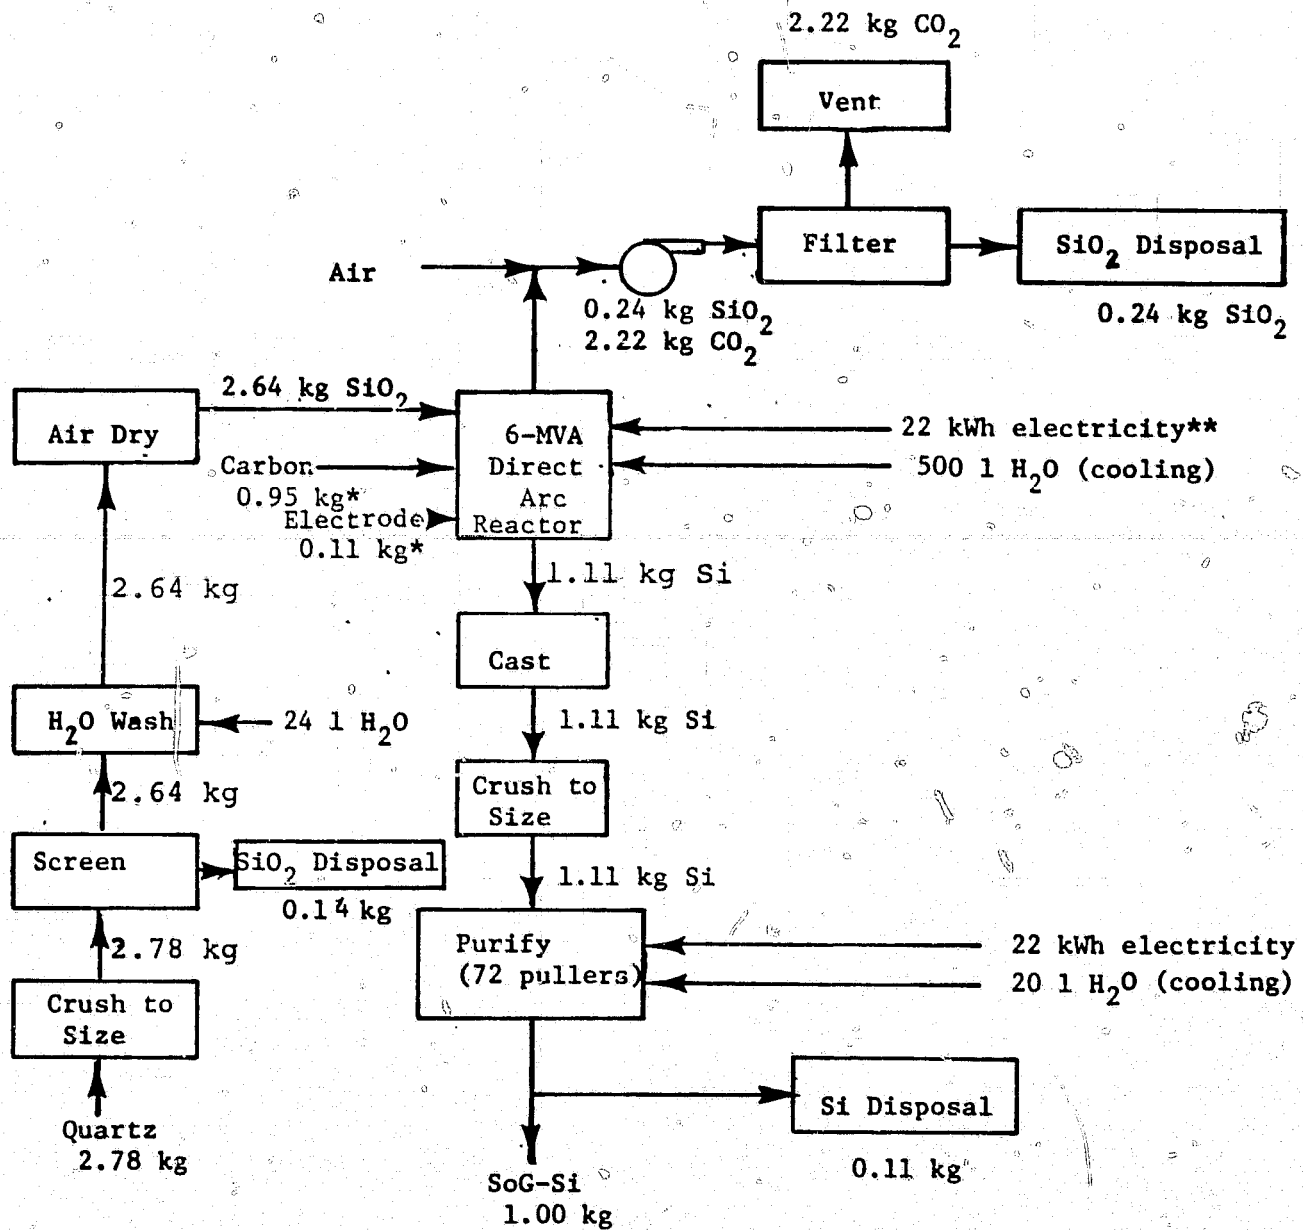 2.22 kg CO2
Vent
Filter
SiO2 Disposal
0.24 kg SiO2
Air
0.24 kg SiO2
2.22 kg CO2
2.64 kg SiO2
Air Dry
Carbon
0.95 kg*
Electrode
0.11 kg*
6-MVA
Direct
Arc
Reactor
22 kWh electricity**
500 l H2O (cooling)
1.11 kg Si
2.64 kg
Cast
H2O Wash
24 l H2O
1.11 kg Si
2.64 kg
Crush to
Size
Screen
SiO2 Disposal
0.14 kg
1.11 kg Si
2.78 kg
Purify
(72 pullers)
22 kWh electricity
20 l H2O (cooling)
Crush to
Size
Quartz
2.78 kg
Si Disposal
0.11 kg
SoG-Si
1.00 kg